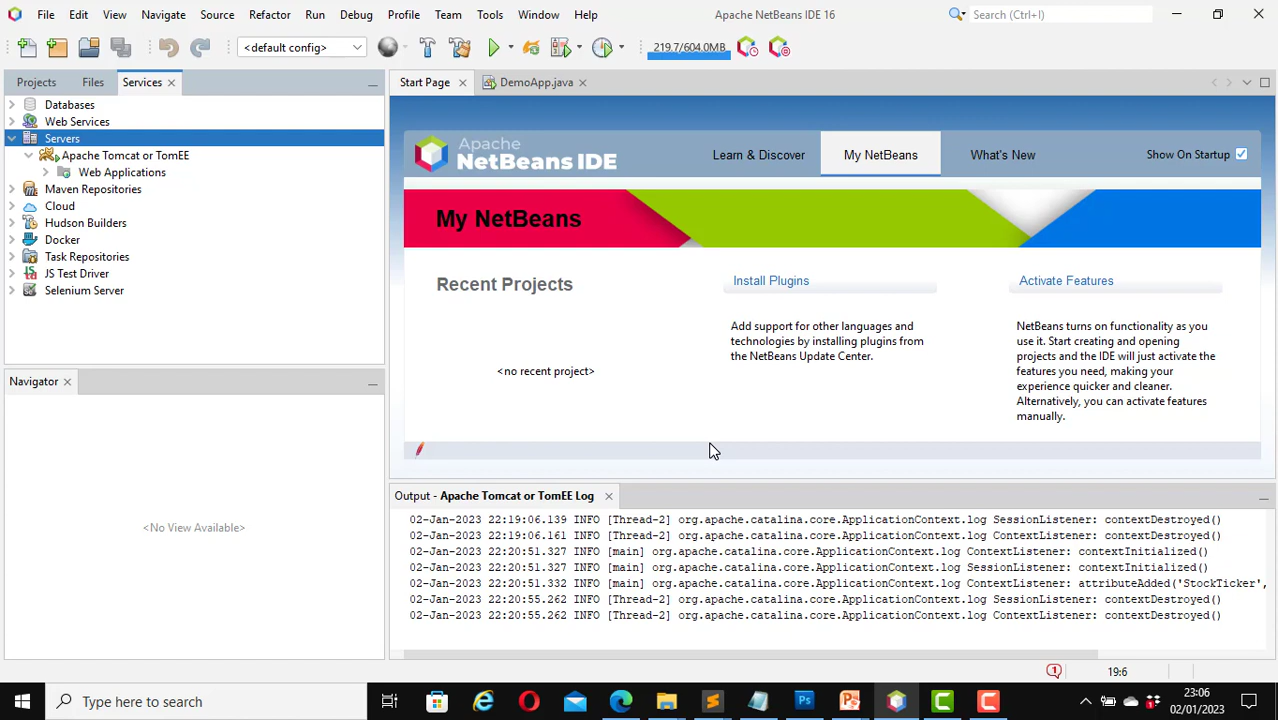 File Edit View Navigate Source Refactor Run Debug Profile Team Tools Window Help Apache NetBeans IDE 16 Search (Ctrl+I)
<default config> 219.7/604.0MB
Projects Files Services Start Page DemoApp.java
Databases
Web Services
Servers
Apache Tomcat or TomEE
Web Applications
Maven Repositories
Cloud
Hudson Builders
Docker
Task Repositories
JS Test Driver
Selenium Server
Navigator
<No View Available>
Apache
NetBeans IDE
Learn & Discover My NetBeans What's New Show On Startup
My NetBeans
Recent Projects
<no recent project>
Install Plugins
Add support for other languages and
technologies by installing plugins from
the NetBeans Update Center.
Activate Features
NetBeans turns on functionality as you
use it. Start creating and opening
projects and the IDE will just activate the
features you need, making your
experience quicker and cleaner.
Alternatively, you can activate features
manually.
Output - Apache Tomcat or TomEE Log
02-Jan-2023 22:19:06.139 INFO [Thread-2] org.apache.catalina.core.ApplicationContext.log SessionListener: contextDestroyed()
02-Jan-2023 22:19:06.161 INFO [Thread-2] org.apache.catalina.core.ApplicationContext.log ContextListener: contextDestroyed()
02-Jan-2023 22:20:51.327 INFO [main] org.apache.catalina.core.ApplicationContext.log ContextListener: contextInitialized()
02-Jan-2023 22:20:51.327 INFO [main] org.apache.catalina.core.ApplicationContext.log SessionListener: contextInitialized()
02-Jan-2023 22:20:51.332 INFO [main] org.apache.catalina.core.ApplicationContext.log ContextListener: attributeAdded('StockTicker',
02-Jan-2023 22:20:55.262 INFO [Thread-2] org.apache.catalina.core.ApplicationContext.log SessionListener: contextDestroyed()
02-Jan-2023 22:20:55.262 INFO [Thread-2] org.apache.catalina.core.ApplicationContext.log ContextListener: contextDestroyed()
1 19:6
Type here to search
23:06
02/01/2023